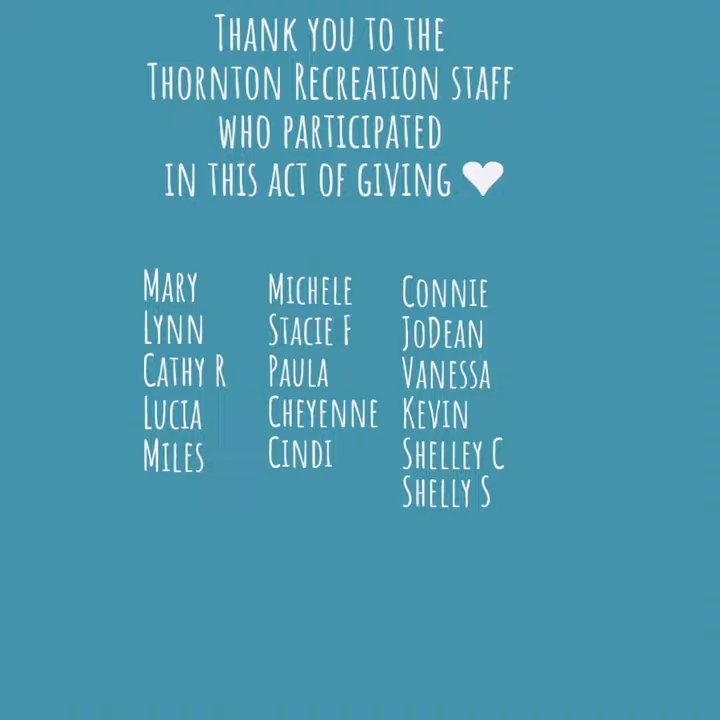 Thank you to the
Thornton Recreation staff
who participated
in this act of giving ♥
Mary
Lynn
Cathy R
Lucia
Miles
Michele
Stacie F
Paula
Cheyenne
Cindi
Connie
JoDean
Vanessa
Kevin
Shelley C
Shelly S